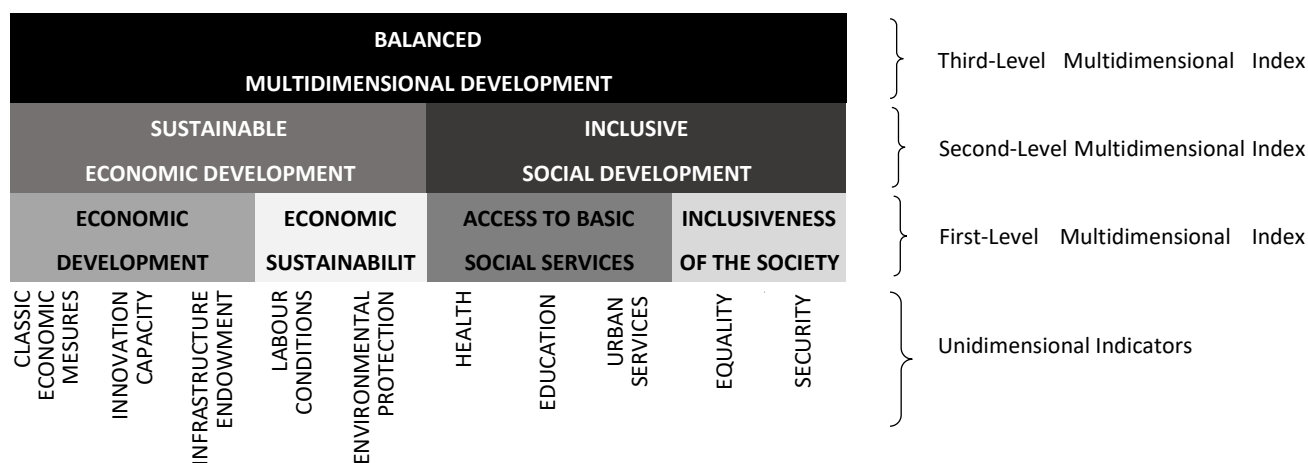 BALANCED
MULTIDIMENSIONAL DEVELOPMENT
Third-Level Multidimensional Index
SUSTAINABLE
ECONOMIC DEVELOPMENT
INCLUSIVE
SOCIAL DEVELOPMENT
Second-Level Multidimensional Index
ECONOMIC
DEVELOPMENT
ECONOMIC
SUSTAINABILIT
ACCESS TO BASIC
SOCIAL SERVICES
INCLUSIVENESS
OF THE SOCIETY
First-Level Multidimensional Index
CLASSIC
ECONOMIC
MESURES
INNOVATION
CAPACITY
INFRASTRUCTURE
ENDOWMENT
LABOUR
CONDITIONS
ENVIRONMENTAL
PROTECTION
HEALTH
EDUCATION
URBAN
SERVICES
EQUALITY
SECURITY
Unidimensional Indicators